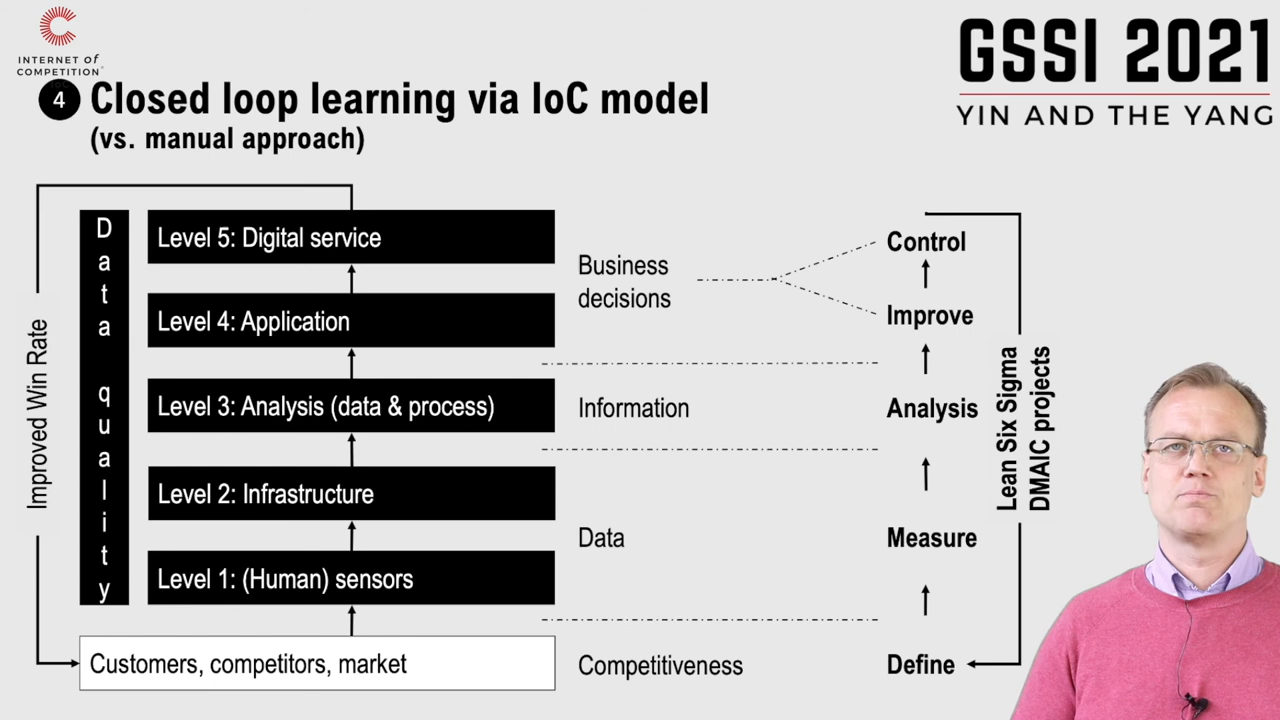 INTERNET of
COMPETITION®
4 Closed loop learning via IoC model
(vs. manual approach)
GSSI 2021
YIN AND THE YANG
Improved Win Rate
Data quality
Level 5: Digital service
Level 4: Application
Level 3: Analysis (data & process)
Level 2: Infrastructure
Level 1: (Human) sensors
Customers, competitors, market
Business
decisions
Information
Data
Competitiveness
Control
Improve
Analysis
Measure
Define
Lean Six Sigma
DMAIC projects